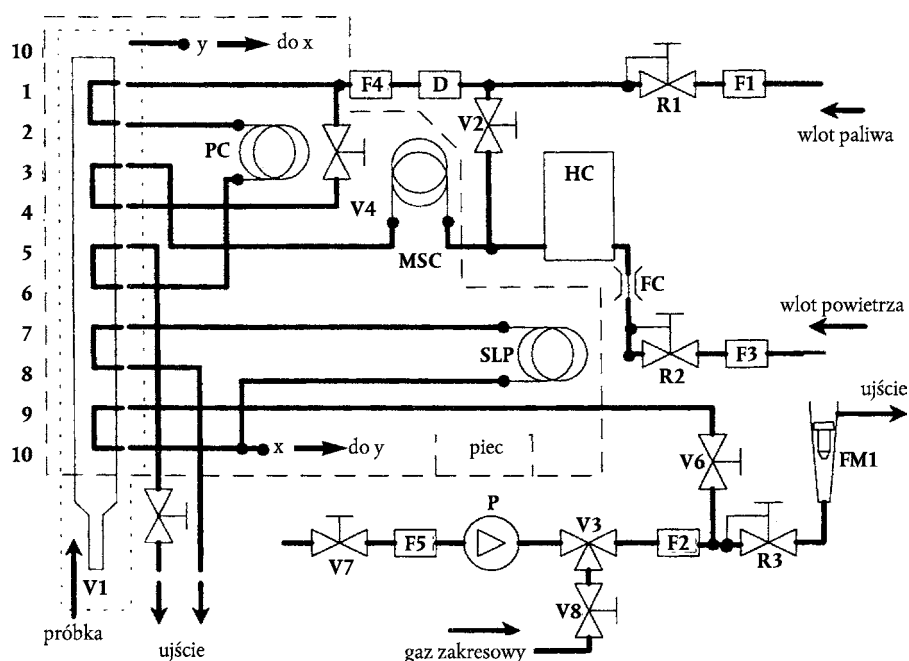 10
y do x
1
F4
D
R1
F1
wlot paliwa
2
PC
V2
3
HC
4
V4
5
MSC
6
FC
wlot powietrza
7
SLP
R2
F3
8
ujście
9
10
x do y
piec
V6
FM1
P
V3
V7
F5
F2
R3
V1
V8
próbka
ujście
gaz zakresowy